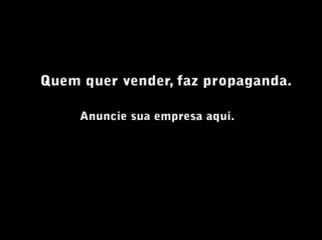 Quem quer vender, faz propaganda.
Anuncie sua empresa aqui.